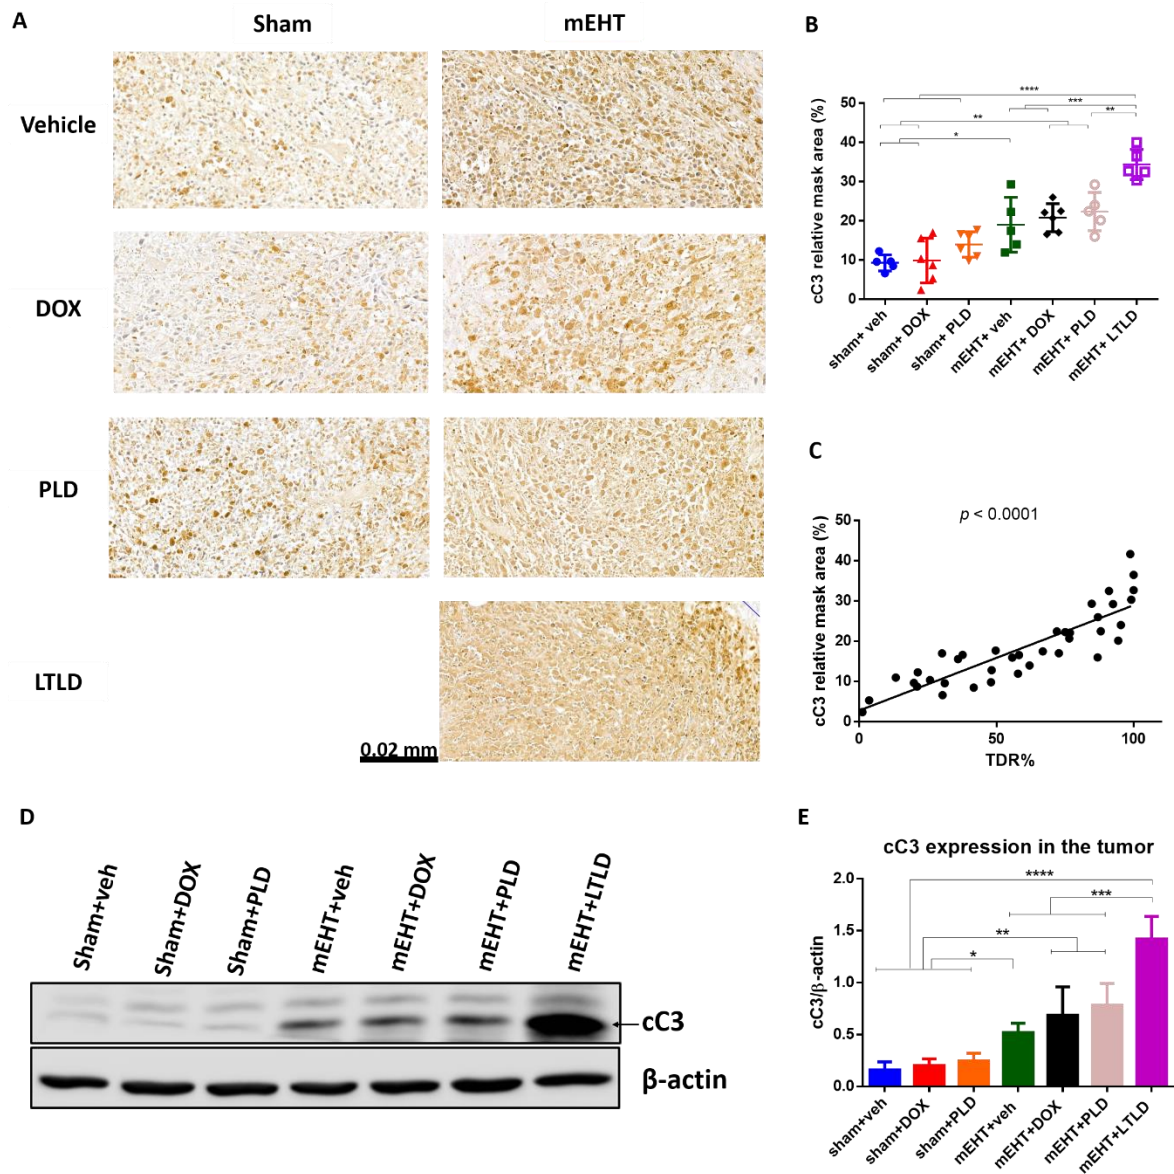 A
Sham
mEHT
Vehicle
DOX
PLD
LTLD
0.02 mm
B
cC3 relative mask area (%)
50
40
30
20
10
0
****
***
**
**
*
sham+ veh
sham+ DOX
sham+ PLD
mEHT+ veh
mEHT+ DOX
mEHT+ PLD
mEHT+ LTLD
C
p < 0.0001
cC3 relative mask area (%)
50
40
30
20
10
0
0
50
100
TDR%
D
Sham+veh
Sham+DOX
Sham+PLD
mEHT+veh
mEHT+DOX
mEHT+PLD
mEHT+LTLD
cC3
β-actin
E
cC3 expression in the tumor
cC3/β-actin
2.0
1.5
1.0
0.5
0.0
****
***
**
*
sham+veh
sham+DOX
sham+PLD
mEHT+veh
mEHT+DOX
mEHT+PLD
mEHT+LTLD